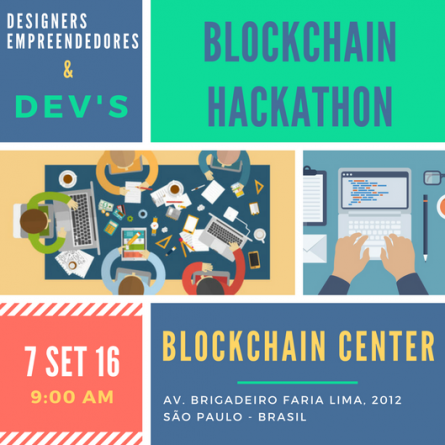 DESIGNERS
EMPREENDEDORES
&
DEV'S
BLOCKCHAIN
HACKATHON
7 SET 16
9:00 AM
BLOCKCHAIN CENTER
AV. BRIGADEIRO FARIA LIMA, 2012
SÃO PAULO - BRASIL